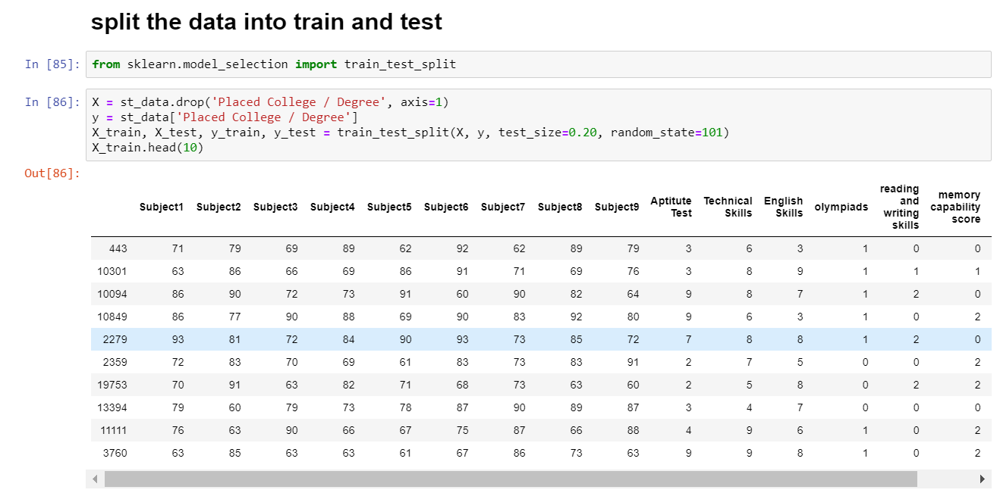 split the data into train and test
In [85]: from sklearn.model_selection import train_test_split
In [86]: X = st_data.drop('Placed College / Degree', axis=1)
y = st_data['Placed College / Degree']
X_train, X_test, y_train, y_test = train_test_split(X, y, test_size=0.20, random_state=101)
X_train.head(10)
Out[86]:
Subject1 Subject2 Subject3 Subject4 Subject5 Subject6 Subject7 Subject8 Subject9 Aptitute Test Technical Skills English Skills olympiads reading and writing skills memory capability score
443 71 79 69 89 62 92 62 89 79 3 6 3 1 0 0
10301 63 86 66 69 86 91 71 69 76 3 8 9 1 1 1
10094 86 90 72 73 91 60 90 82 64 9 8 7 1 2 0
10849 86 77 90 88 69 90 83 92 80 9 6 3 1 0 2
2279 93 81 72 84 90 93 73 85 72 7 8 8 1 2 0
2359 72 83 70 69 61 83 73 83 91 2 7 5 0 0 2
19753 70 91 63 82 71 68 73 63 60 2 5 8 0 2 2
13394 79 60 79 73 78 87 90 89 87 3 4 7 0 0 0
11111 76 63 90 66 67 75 87 66 88 4 9 6 1 0 2
3760 63 85 63 63 61 67 86 73 63 9 9 8 1 0 2